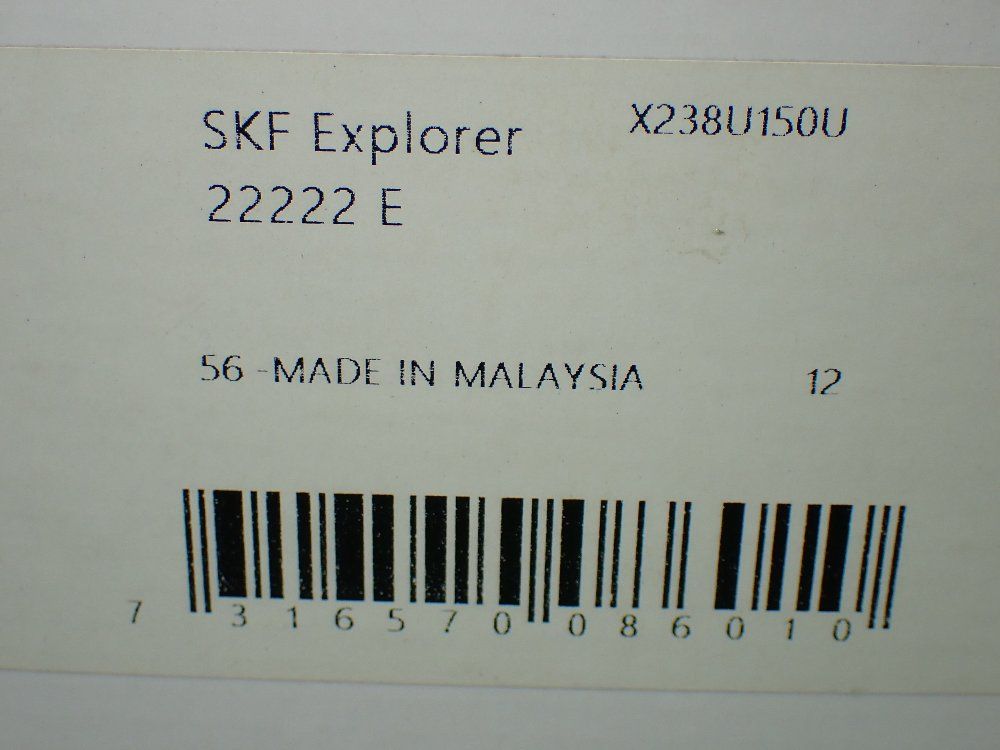 SKF Explorer X238U150U
22222 E
56 -MADE IN MALAYSIA 12
7 316570 086010